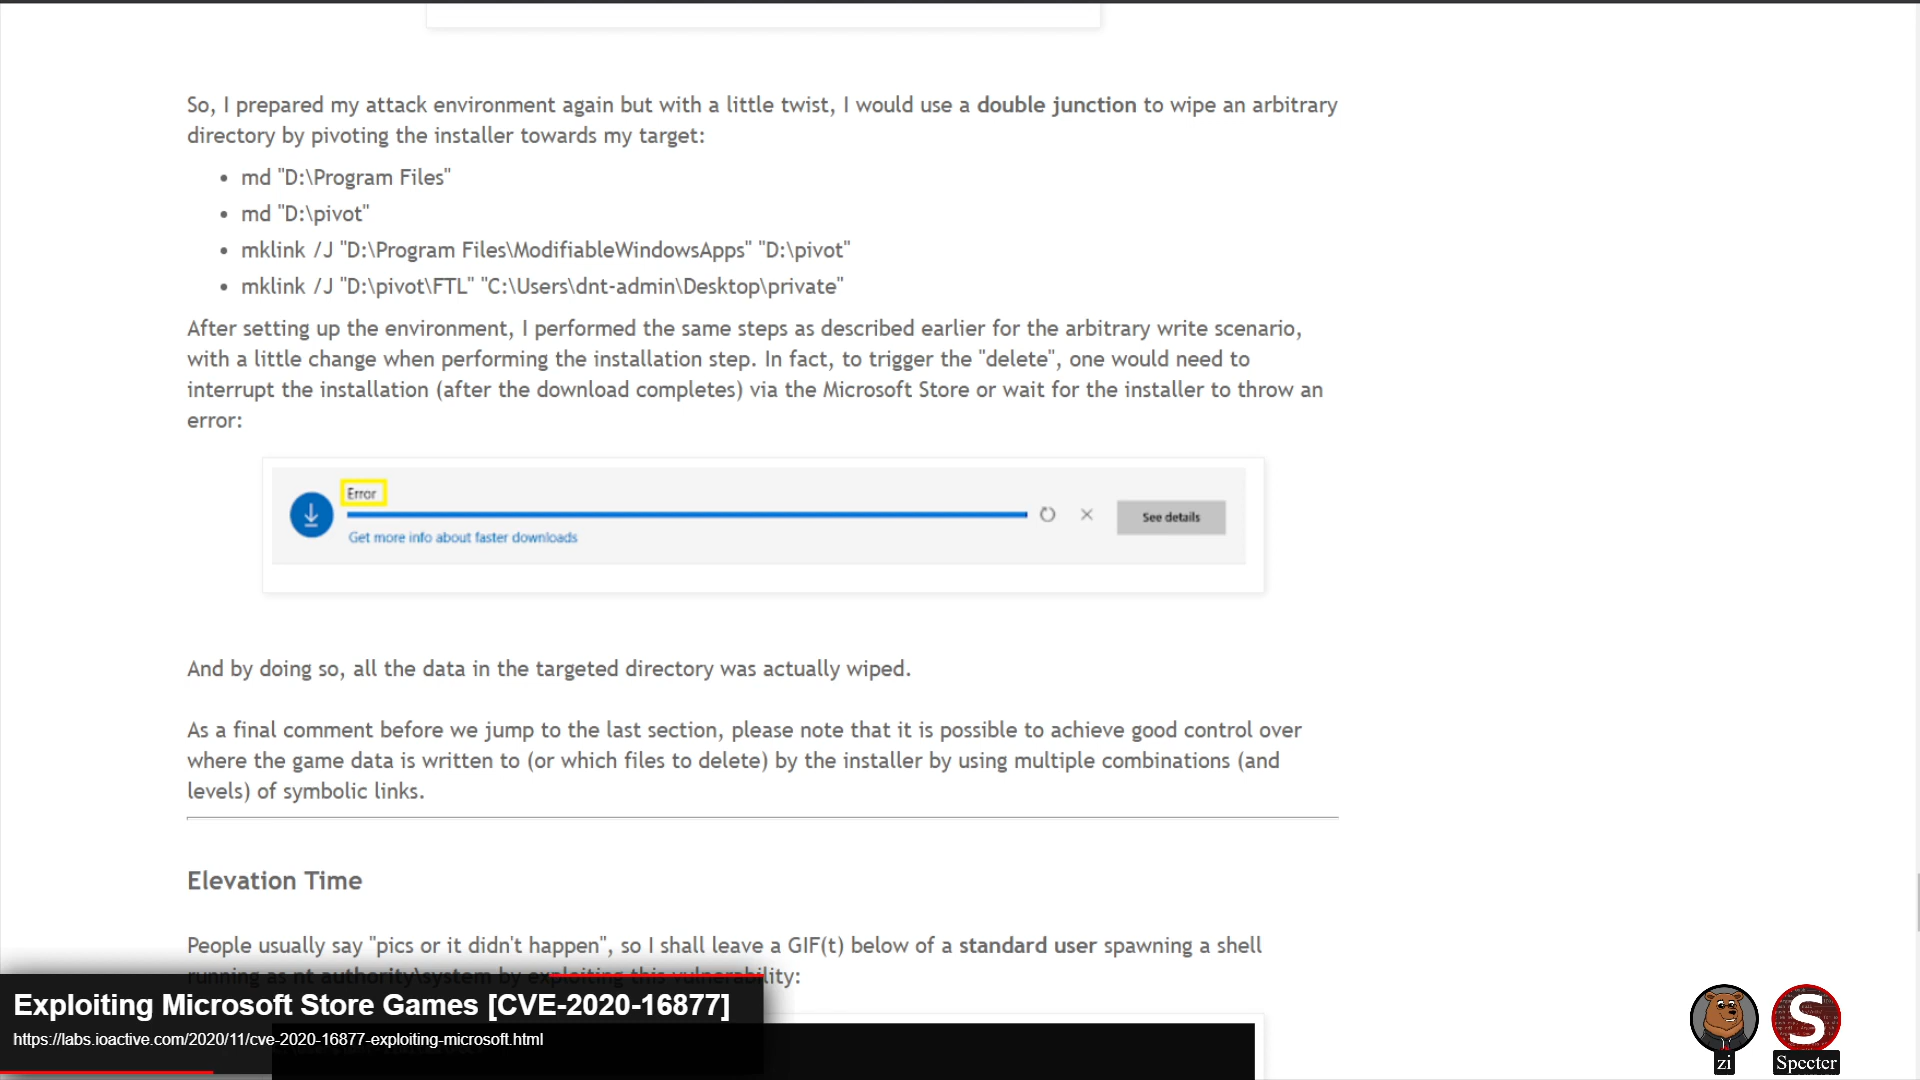 So, I prepared my attack environment again but with a little twist, I would use a double junction to wipe an arbitrary
directory by pivoting the installer towards my target:
• md "D:\Program Files"
• md "D:\pivot"
• mklink /J "D:\Program Files\ModifiableWindowsApps" "D:\pivot"
• mklink /J "D:\pivot\FTL" "C:\Users\dnt-admin\Desktop\private"
After setting up the environment, I performed the same steps as described earlier for the arbitrary write scenario,
with a little change when performing the installation step. In fact, to trigger the "delete", one would need to
interrupt the installation (after the download completes) via the Microsoft Store or wait for the installer to throw an
error:
Error
Get more info about faster downloads
See details
And by doing so, all the data in the targeted directory was actually wiped.
As a final comment before we jump to the last section, please note that it is possible to achieve good control over
where the game data is written to (or which files to delete) by the installer by using multiple combinations (and
levels) of symbolic links.
Elevation Time
People usually say "pics or it didn't happen", so I shall leave a GIF(t) below of a standard user spawning a shell
running as nt authority\system by exploiting this vulnerability:
Exploiting Microsoft Store Games [CVE-2020-16877]
https://labs.ioactive.com/2020/11/cve-2020-16877-exploiting-microsoft.html
S
zi
Specter